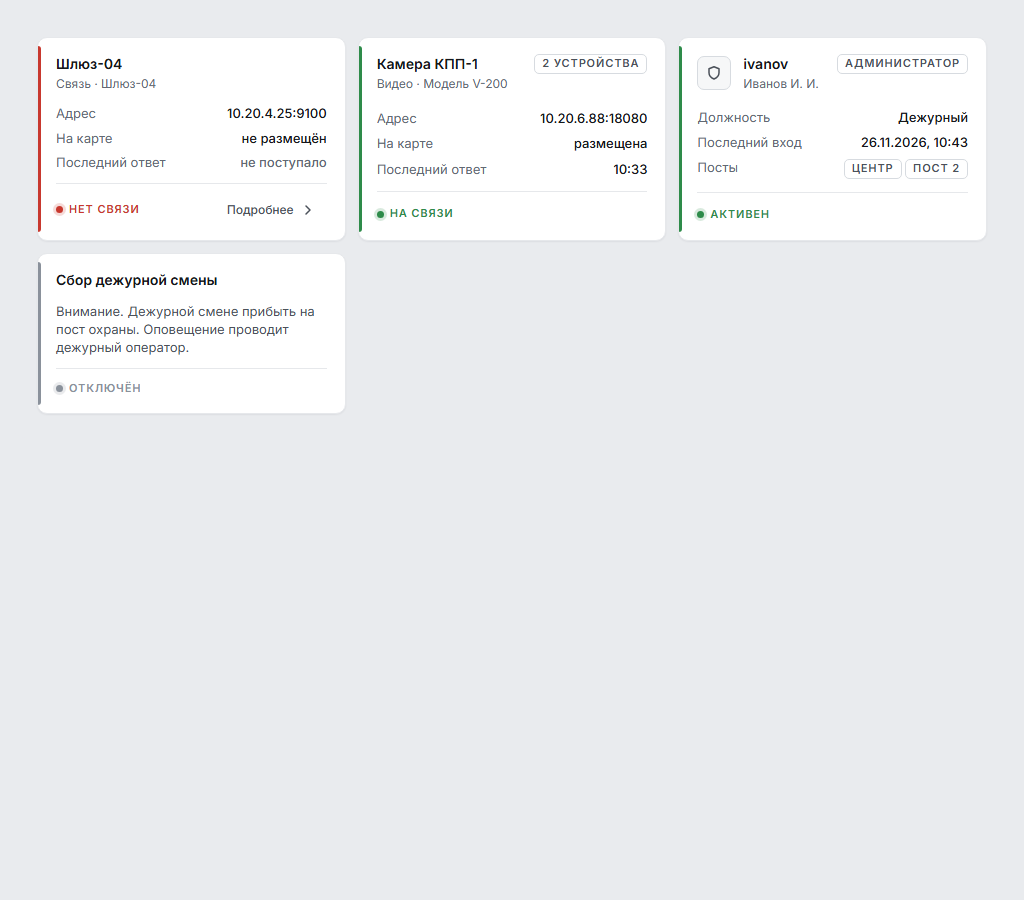 Шлюз-04
Связь · Шлюз-04
Адрес 10.20.4.25:9100
На карте не размещён
Последний ответ не поступало
НЕТ СВЯЗИ Подробнее
Камера КПП-1 2 УСТРОЙСТВА
Видео · Модель V-200
Адрес 10.20.6.88:18080
На карте размещена
Последний ответ 10:33
НА СВЯЗИ
ivanov АДМИНИСТРАТОР
Иванов И. И.
Должность Дежурный
Последний вход 26.11.2026, 10:43
Посты ЦЕНТР ПОСТ 2
АКТИВЕН
Сбор дежурной смены
Внимание. Дежурной смене прибыть на
пост охраны. Оповещение проводит
дежурный оператор.
ОТКЛЮЧЁН